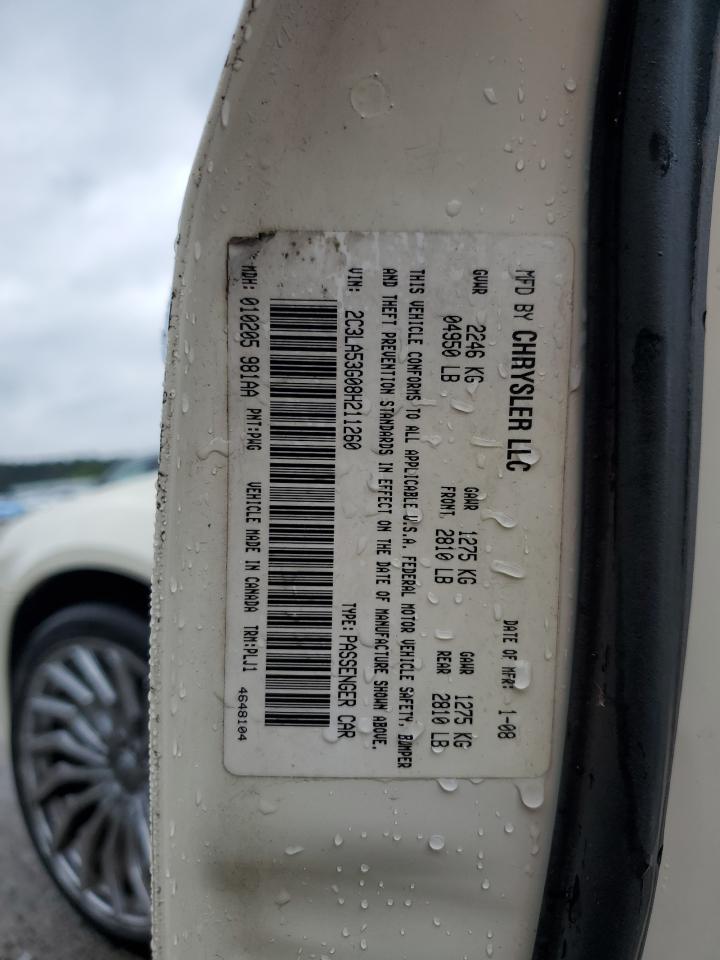 MFD BY CHRYSLER LLC DATE OF MFR: 1-08
GVWR 2246 KG GAWR 1275 KG GAWR 1275 KG
04950 LB FRONT 2810 LB REAR 2810 LB
THIS VEHICLE CONFORMS TO ALL APPLICABLE U.S.A. FEDERAL MOTOR VEHICLE SAFETY, BUMPER
AND THEFT PREVENTION STANDARDS IN EFFECT ON THE DATE OF MANUFACTURE SHOWN ABOVE.
VIN: 2C3LA53G08H211260 TYPE: PASSENGER CAR
MDH: 010205 981AA PNT:PWG VEHICLE MADE IN CANADA TRM:PLJ1
4648104